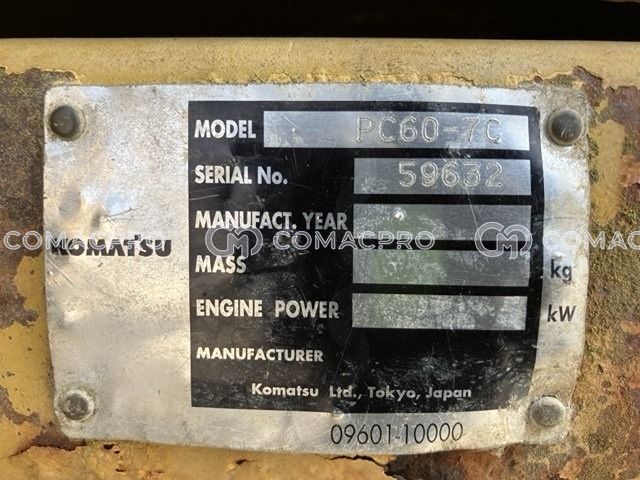 MODEL PC60-7C
SERIAL No. 59632
MANUFACT. YEAR
KOMATSU
COMACPRO COMACPRO COMACPRO
MASS kg
ENGINE POWER kW
MANUFACTURER
Komatsu Ltd., Tokyo, Japan
09601-10000